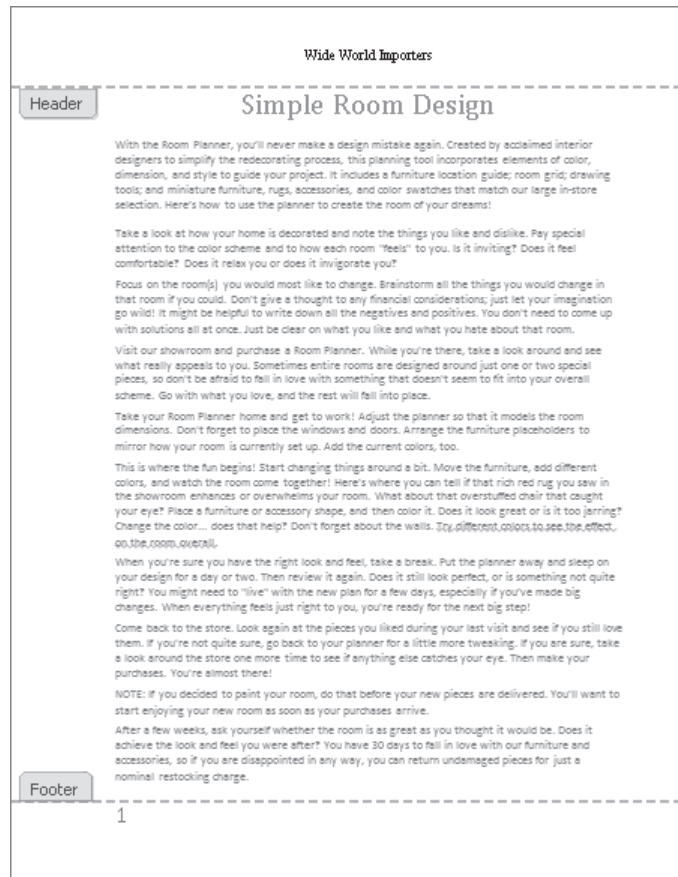 Wide World Importers
Header
Simple Room Design
With the Room Planner, you'll never make a design mistake again. Created by acclaimed interior
designers to simplify the redecorating process, this planning tool incorporates elements of color,
dimension, and style to guide your project. It includes a furniture location guide; room grid; drawing
tools; and miniature furniture, rugs, accessories, and color swatches that match our large in-store
selection. Here's how to use the planner to create the room of your dreams!
Take a look at how your home is decorated and note the things you like and dislike. Pay special
attention to the color scheme and to how each room "feels" to you. Is it inviting? Does it feel
comfortable? Does it relax you or does it invigorate you?
Focus on the room(s) you would most like to change. Brainstorm all the things you would change in
that room if you could. Don't give a thought to any financial considerations; just let your imagination
go wild! It might be helpful to write down all the negatives and positives. You don't need to come up
with solutions all at once. Just be clear on what you like and what you hate about that room.
Visit our showroom and purchase a Room Planner. While you're there, take a look around and see
what really appeals to you. Sometimes entire rooms are designed around just one or two special
pieces, so don't be afraid to fall in love with something that doesn't seem to fit into your overall
scheme. Go with what you love, and the rest will fall into place.
Take your Room Planner home and get to work! Adjust the planner so that it models the room
dimensions. Don't forget to place the windows and doors. Arrange the furniture placeholders to
mirror how your room is currently set up. Add the current colors, too.
This is where the fun begins! Start changing things around a bit. Move the furniture, add different
colors, and watch the room come together! Here's where you can tell if that rich red rug you saw in
the showroom enhances or overwhelms your room. What about that overstuffed chair that caught
your eye? Place a furniture or accessory shape, and then color it. Does it look great or is it too jarring?
Change the color... does that help? Don't forget about the walls. Try different colors to see the effect
on the room overall.
When you're sure you have the right look and feel, take a break. Put the planner away and sleep on
your design for a day or two. Then review it again. Does it still look perfect, or is something not quite
right? You might need to "live" with the new plan for a few days, especially if you've made big
changes. When everything feels just right to you, you're ready for the next big step!
Come back to the store. Look again at the pieces you liked during your last visit and see if you still love
them. If you're not quite sure, go back to your planner for a little more tweaking. If you are sure, take
a look around the store one more time to see if anything else catches your eye. Then make your
purchases. You're almost there!
NOTE: If you decided to paint your room, do that before your new pieces are delivered. You'll want to
start enjoying your new room as soon as your purchases arrive.
After a few weeks, ask yourself whether the room is as great as you thought it would be. Does it
achieve the look and feel you were after? You have 30 days to fall in love with our furniture and
accessories, so if you are disappointed in any way, you can return undamaged pieces for just a
nominal restocking charge.
Footer
1